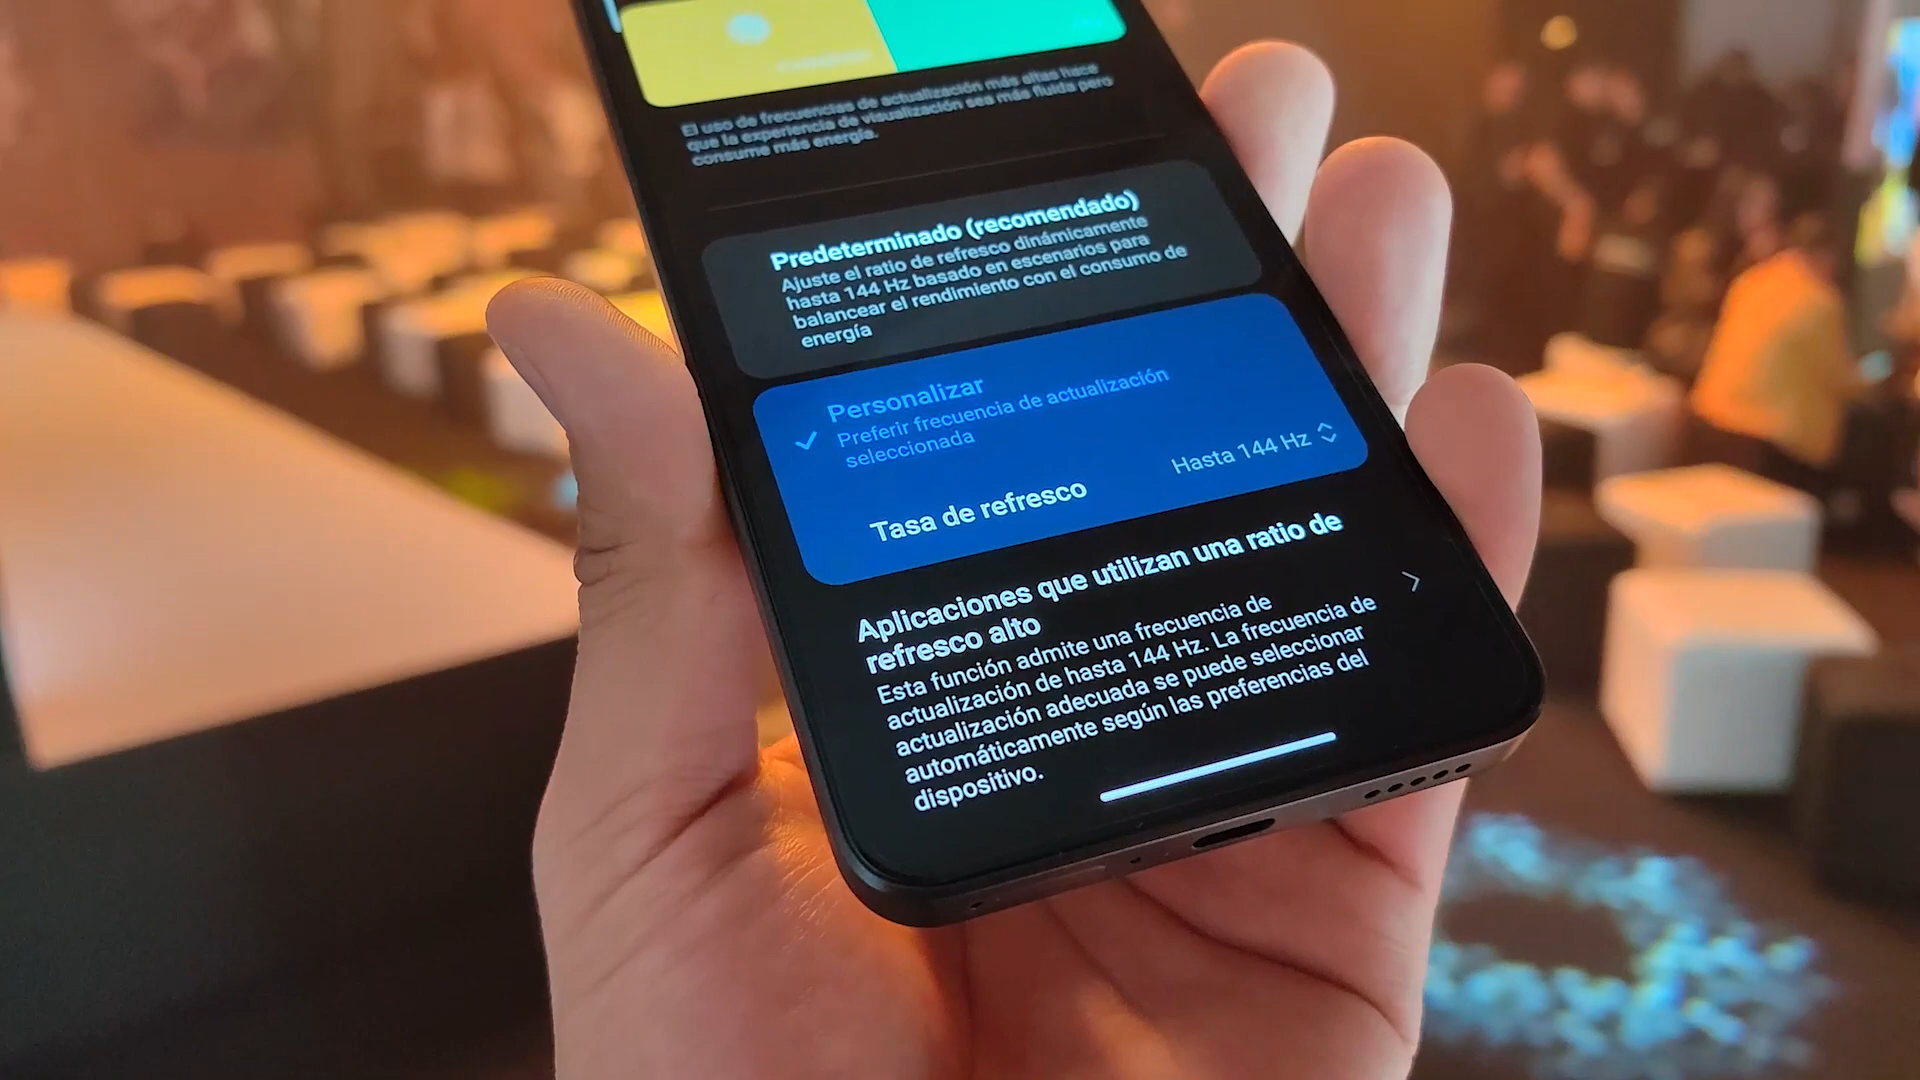 El uso de frecuencias de actualización más altas hace
que la experiencia de visualización sea más fluida pero
consume más energía.
Predeterminado (recomendado)
Ajuste el ratio de refresco dinámicamente
hasta 144 Hz basado en escenarios para
balancear el rendimiento con el consumo de
energía
Personalizar
Preferir frecuencia de actualización
seleccionada
Tasa de refresco
Hasta 144 Hz
Aplicaciones que utilizan una ratio de
refresco alto
Esta función admite una frecuencia de
actualización de hasta 144 Hz. La frecuencia de
actualización adecuada se puede seleccionar
automáticamente según las preferencias del
dispositivo.